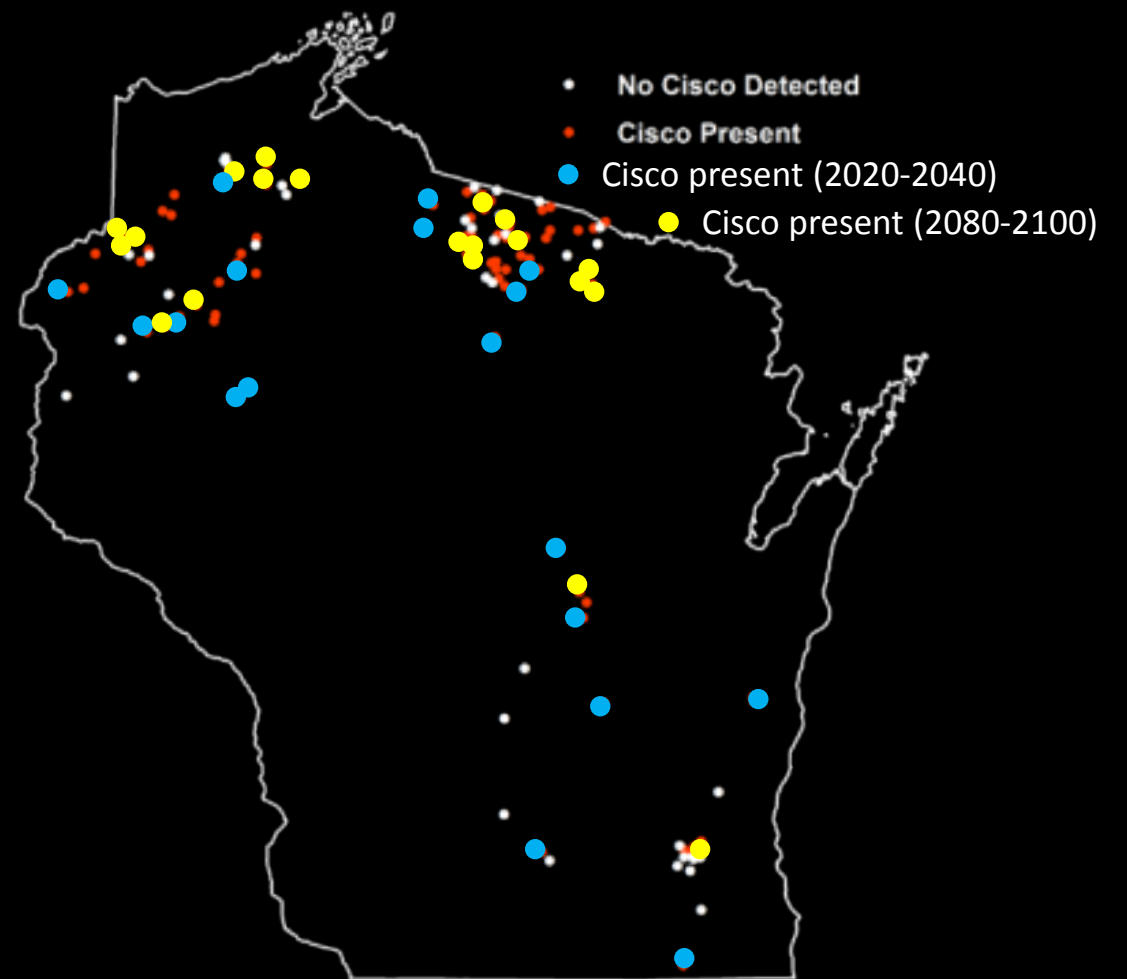 No Cisco Detected
Cisco Present
Cisco present (2020-2040)
Cisco present (2080-2100)